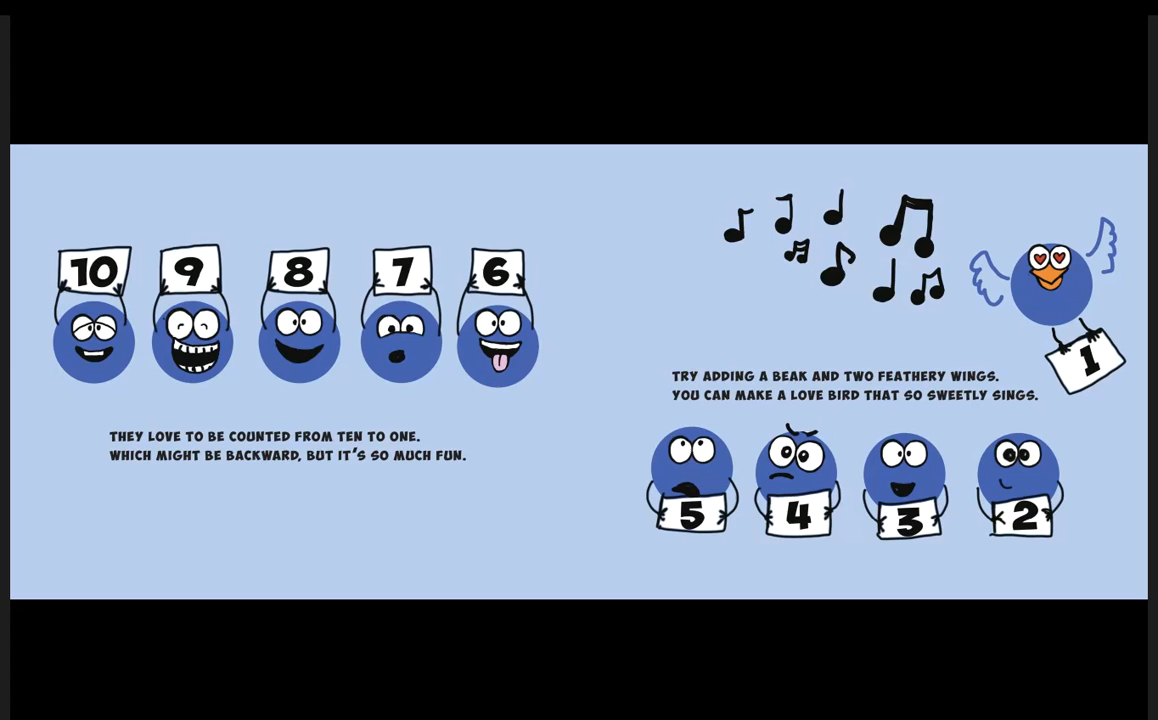 10 9 8 7 6
THEY LOVE TO BE COUNTED FROM TEN TO ONE.
WHICH MIGHT BE BACKWARD, BUT IT'S SO MUCH FUN.
1
TRY ADDING A BEAK AND TWO FEATHERY WINGS.
YOU CAN MAKE A LOVE BIRD THAT SO SWEETLY SINGS.
5 4 3 2